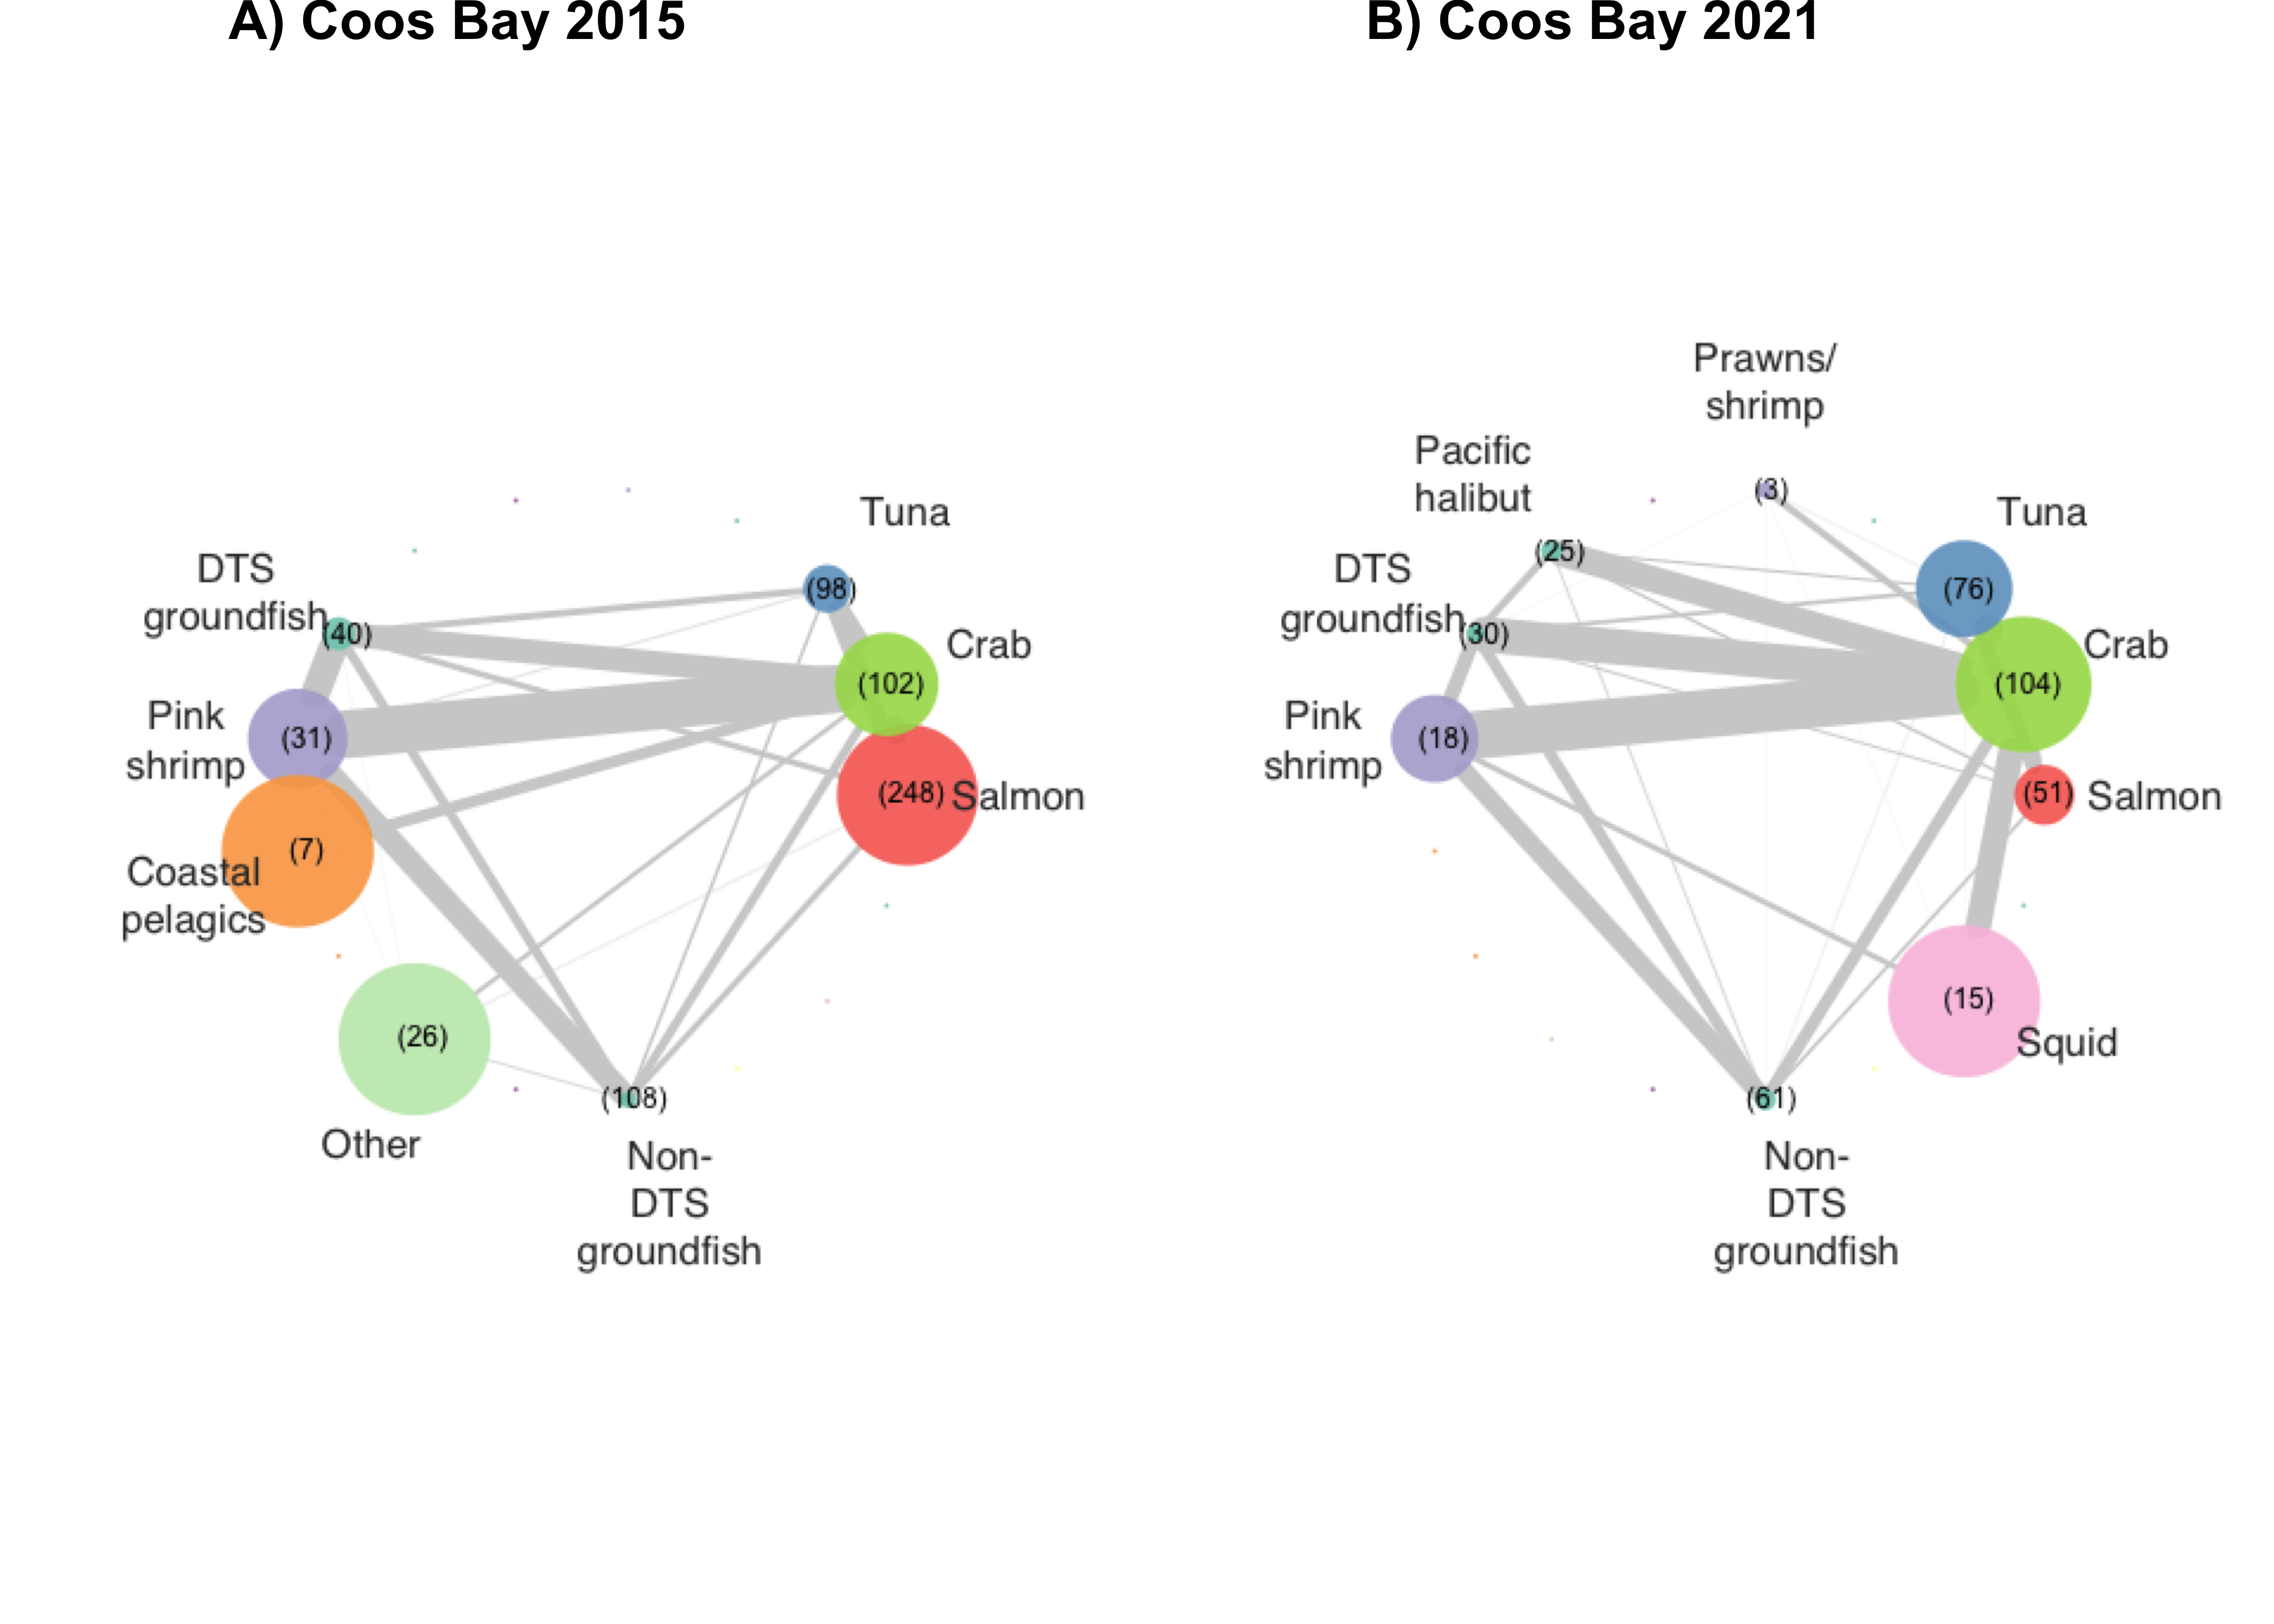 A) Coos Bay 2015
Tuna
DTS
groundfish
(98)
(40)
Crab
(102)
Pink
shrimp
(31)
(248)
Salmon
(7)
Coastal
pelagics
(26)
Other
(108)
Non-
DTS
groundfish
B) Coos Bay 2021
Prawns/
shrimp
Pacific
halibut
(3)
Tuna
(25)
DTS
groundfish
(76)
(30)
Crab
(104)
Pink
shrimp
(18)
(51)
Salmon
(15)
Squid
(61)
Non-
DTS
groundfish